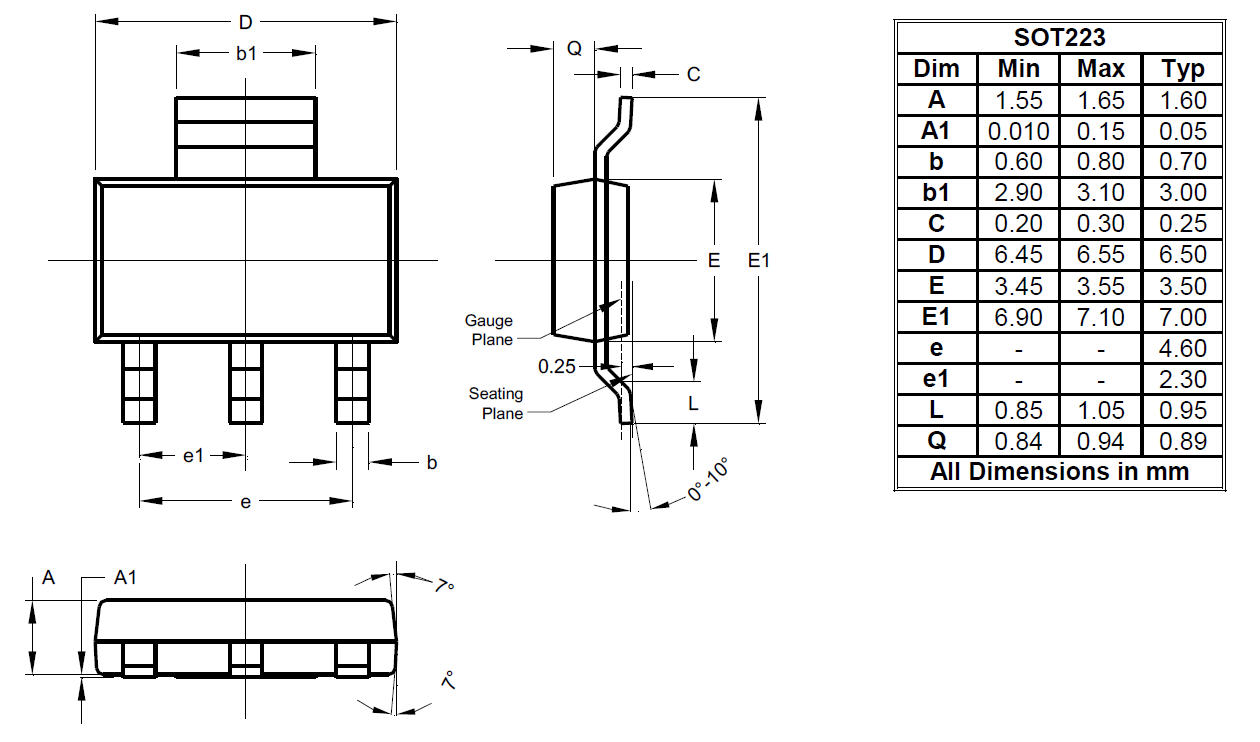 D
b1
Q
C
E
E1
Gauge
Plane
0.25
Seating
Plane
L
e1
b
e
0°-10°
A
A1
7°
7°
SOT223
Dim Min Max Typ
A 1.55 1.65 1.60
A1 0.010 0.15 0.05
b 0.60 0.80 0.70
b1 2.90 3.10 3.00
C 0.20 0.30 0.25
D 6.45 6.55 6.50
E 3.45 3.55 3.50
E1 6.90 7.10 7.00
e - - 4.60
e1 - - 2.30
L 0.85 1.05 0.95
Q 0.84 0.94 0.89
All Dimensions in mm